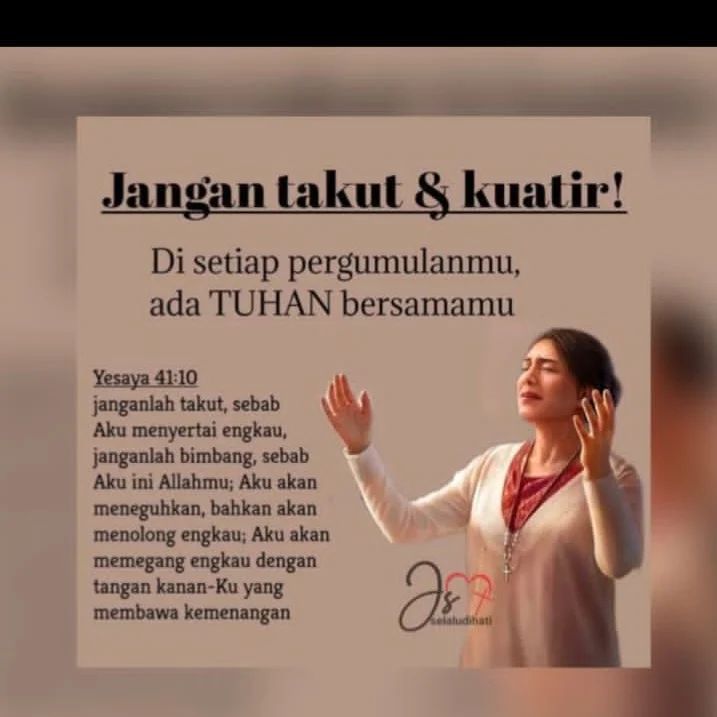 Jangan takut & kuatir!
Di setiap pergumulanmu,
ada TUHAN bersamamu
Yesaya 41:10
janganlah takut, sebab
Aku menyertai engkau,
janganlah bimbang, sebab
Aku ini Allahmu; Aku akan
meneguhkan, bahkan akan
menolong engkau; Aku akan
memegang engkau dengan
tangan kanan-Ku yang
membawa kemenangan
Js
selaludihati